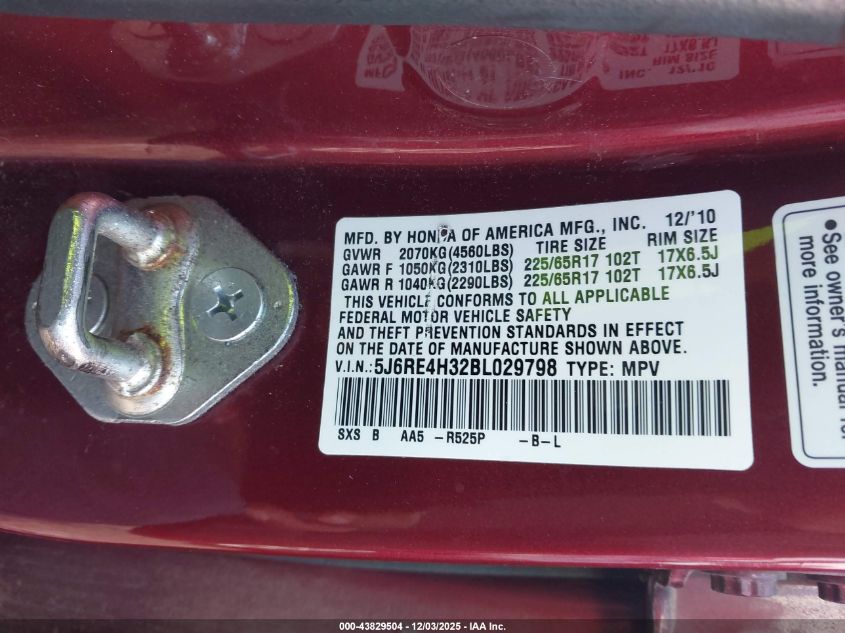 MFD. BY HONDA OF AMERICA MFG., INC. 12/'10
GVWR 2070KG(4560LBS) TIRE SIZE RIM SIZE
GAWR F 1050KG(2310LBS) 225/65R17 102T 17X6.5J
GAWR R 1040KG(2290LBS) 225/65R17 102T 17X6.5J
THIS VEHICLE CONFORMS TO ALL APPLICABLE
FEDERAL MOTOR VEHICLE SAFETY
AND THEFT PREVENTION STANDARDS IN EFFECT
ON THE DATE OF MANUFACTURE SHOWN ABOVE.
V.I.N.: 5J6RE4H32BL029798 TYPE: MPV
SXS B AA5 -R525P -B-L
•See owner's manual for
more information.
000-43829504 - 12/03/2025 - IAA Inc.